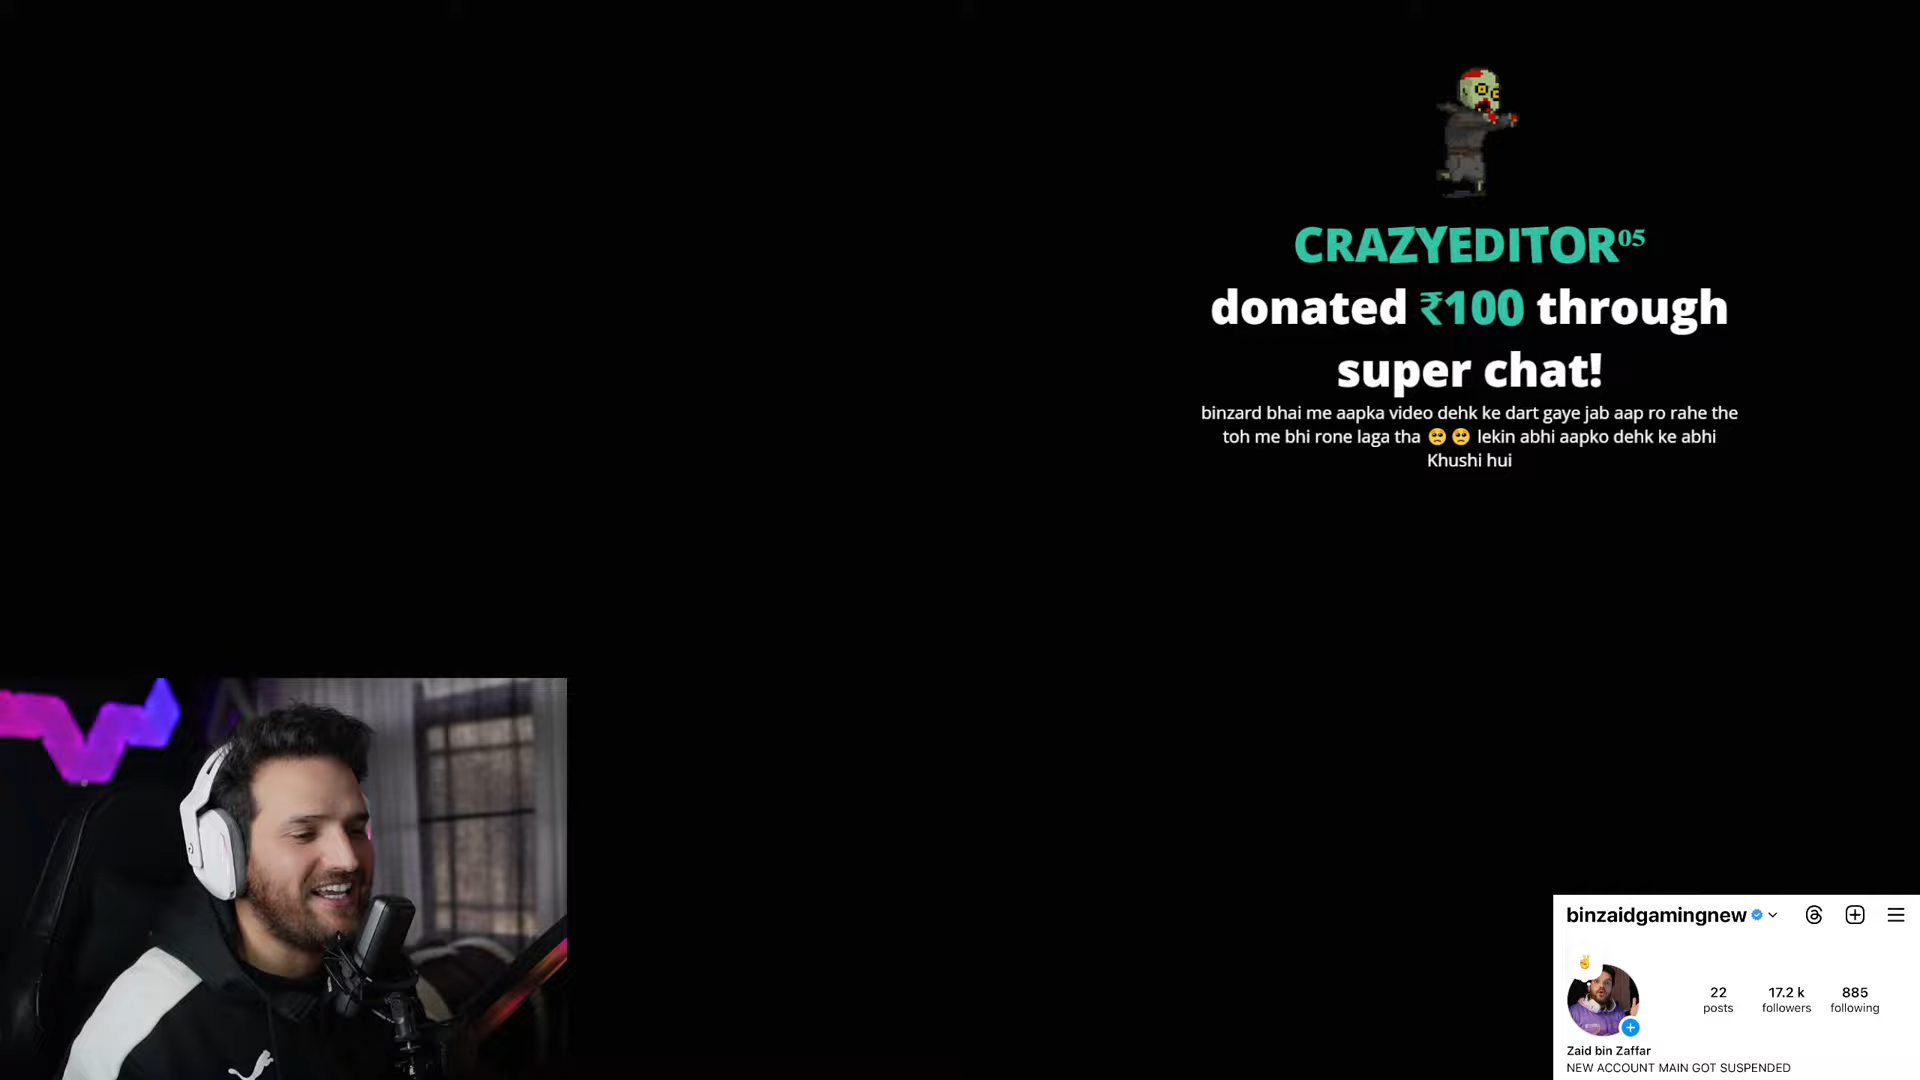 CRAZYEDITOR⁰⁵
donated ₹100 through
super chat!
binzard bhai me aapka video dehk ke dart gaye jab aap ro rahe the
toh me bhi rone laga tha 🥺 🥺 lekin abhi aapko dehk ke abhi
Khushi hui
binzaidgamingnew
22 17.2 k 885
posts followers following
Zaid bin Zaffar
NEW ACCOUNT MAIN GOT SUSPENDED